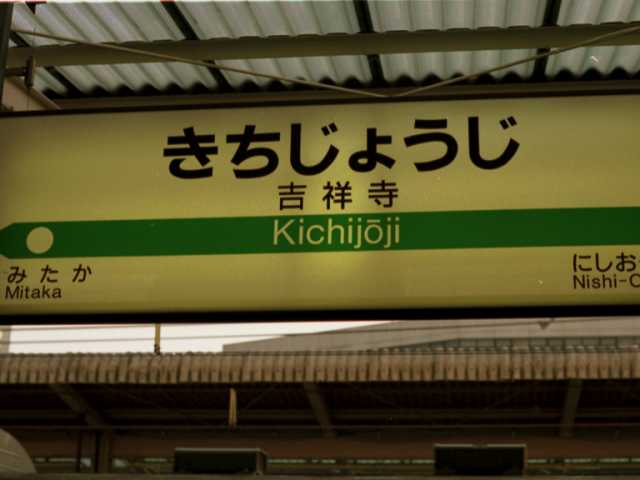 きちじょうじ
吉祥寺
Kichijōji
みたか
Mitaka
にしお
Nishi-O